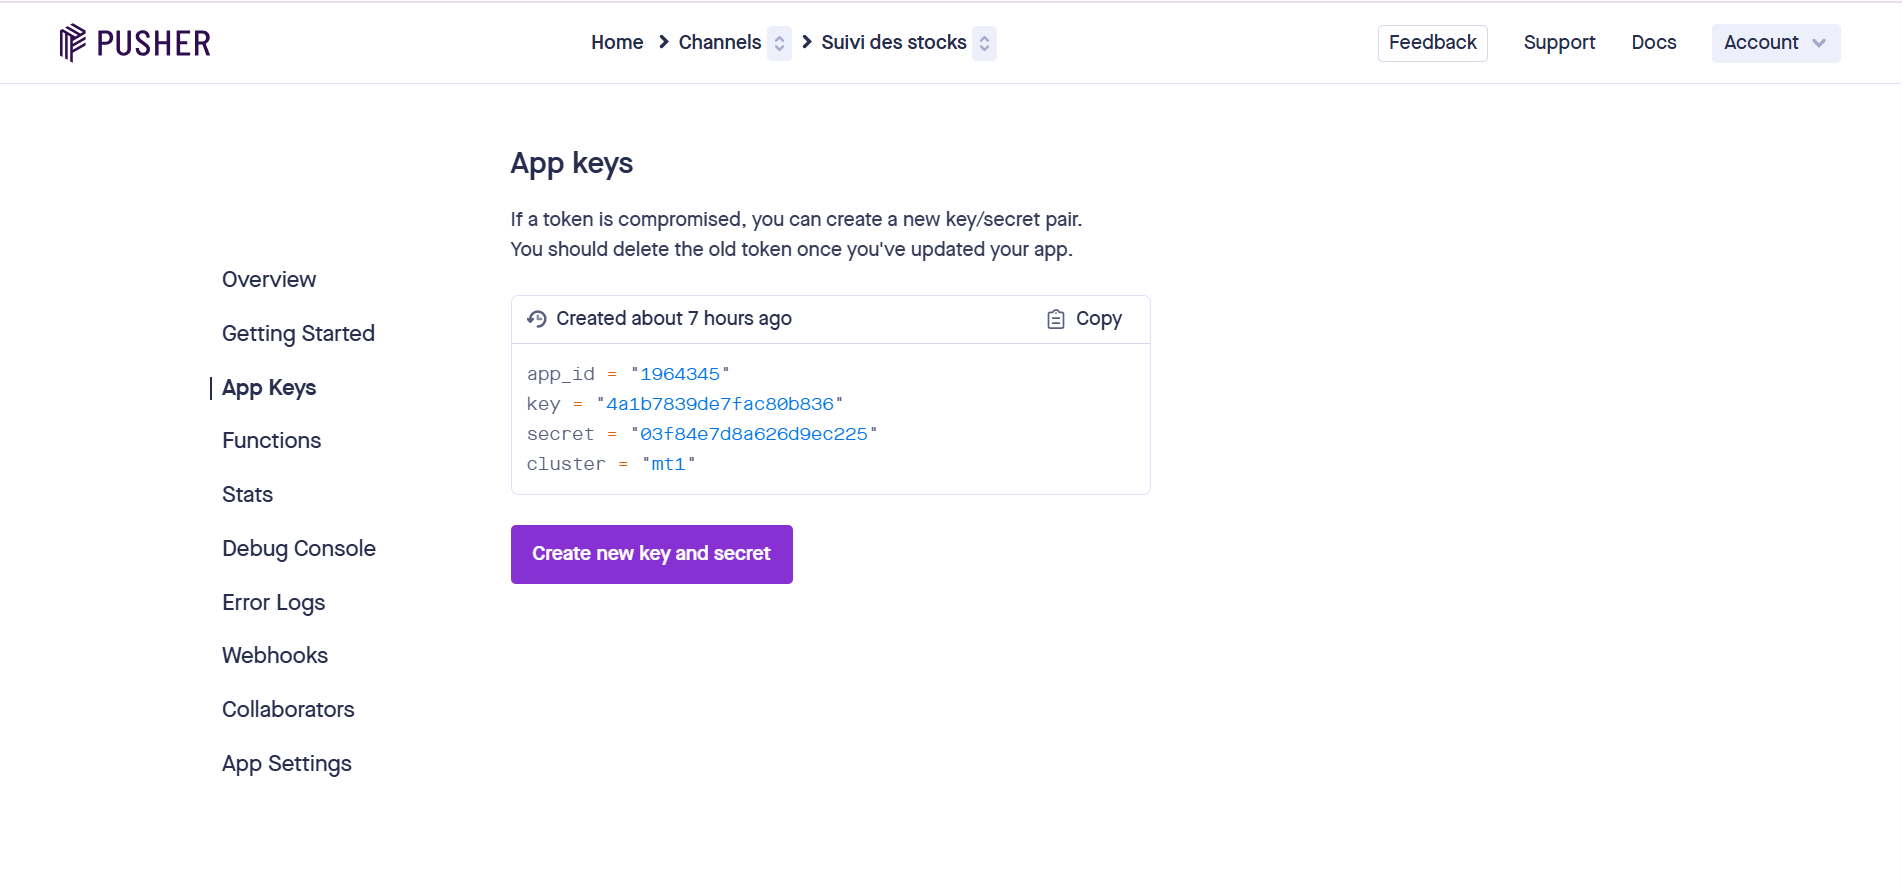 PUSHER
Home Channels Suivi des stocks
Feedback Support Docs Account
App keys
If a token is compromised, you can create a new key/secret pair.
You should delete the old token once you've updated your app.
Overview
Getting Started
App Keys
Functions
Stats
Debug Console
Error Logs
Webhooks
Collaborators
App Settings
Created about 7 hours ago Copy
app_id = "1964345"
key = "4a1b7839de7fac80b836"
secret = "03f84e7d8a626d9ec225"
cluster = "mt1"
Create new key and secret